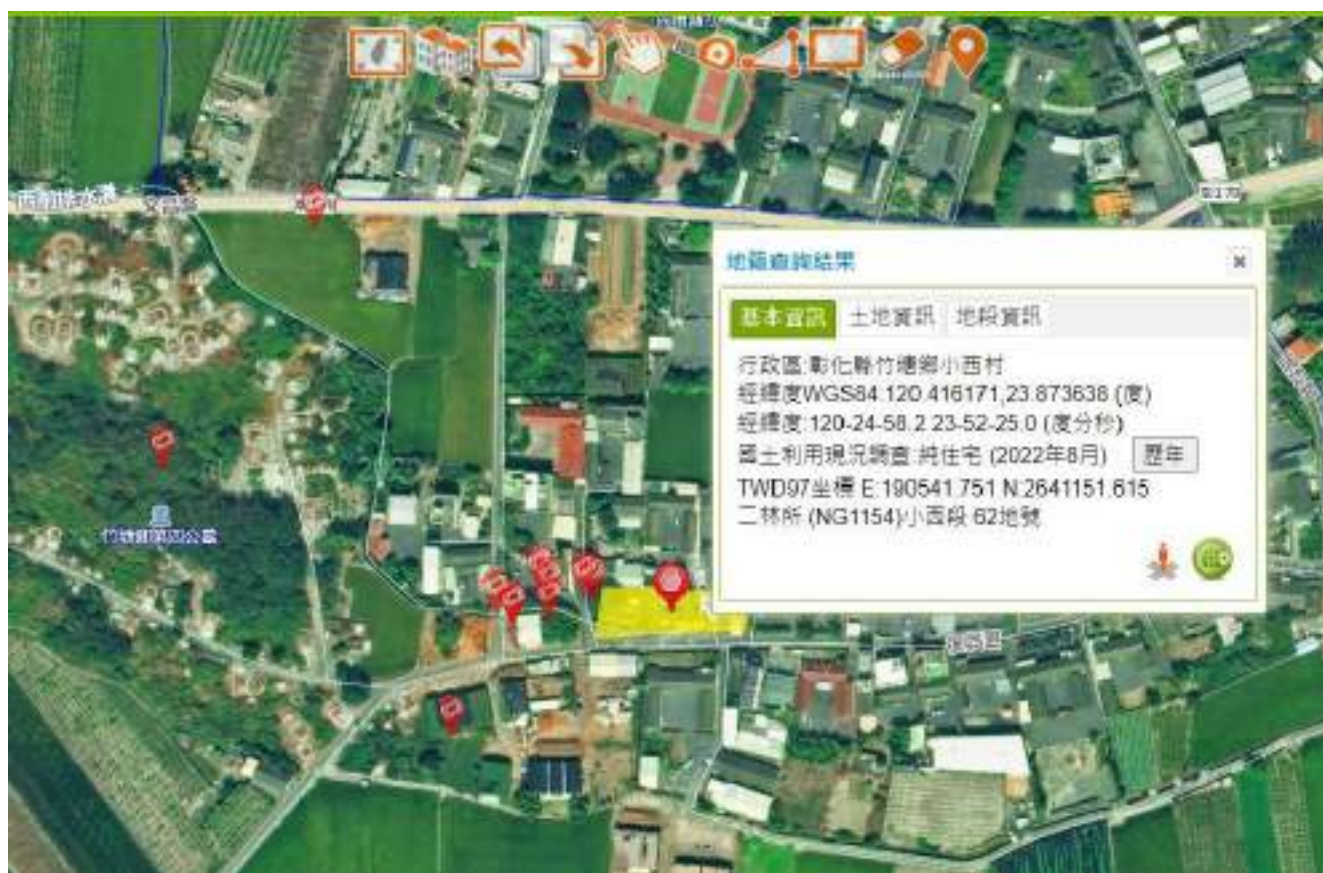 彰170
地籍查詢結果
基本資訊 土地資訊 地段資訊
行政區:彰化縣竹塘鄉小西村
經緯度WGS84:120.416171,23.873638 (度)
經緯度:120-24-58.2 23-52-25.0 (度分秒)
國土利用現況調查:純住宅 (2022年8月) 歷年
TWD97坐標 E:190541.751 N:2641151.615
二林所 (NG1154)小西段 62地號
竹塘鄉第四公墓